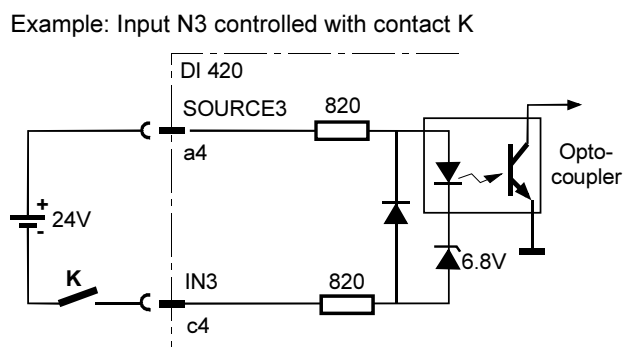 Example: Input N3 controlled with contact K
DI 420
SOURCE3
820
a4
Opto-
coupler
+
24V
-
K
IN3
820
6.8V
c4